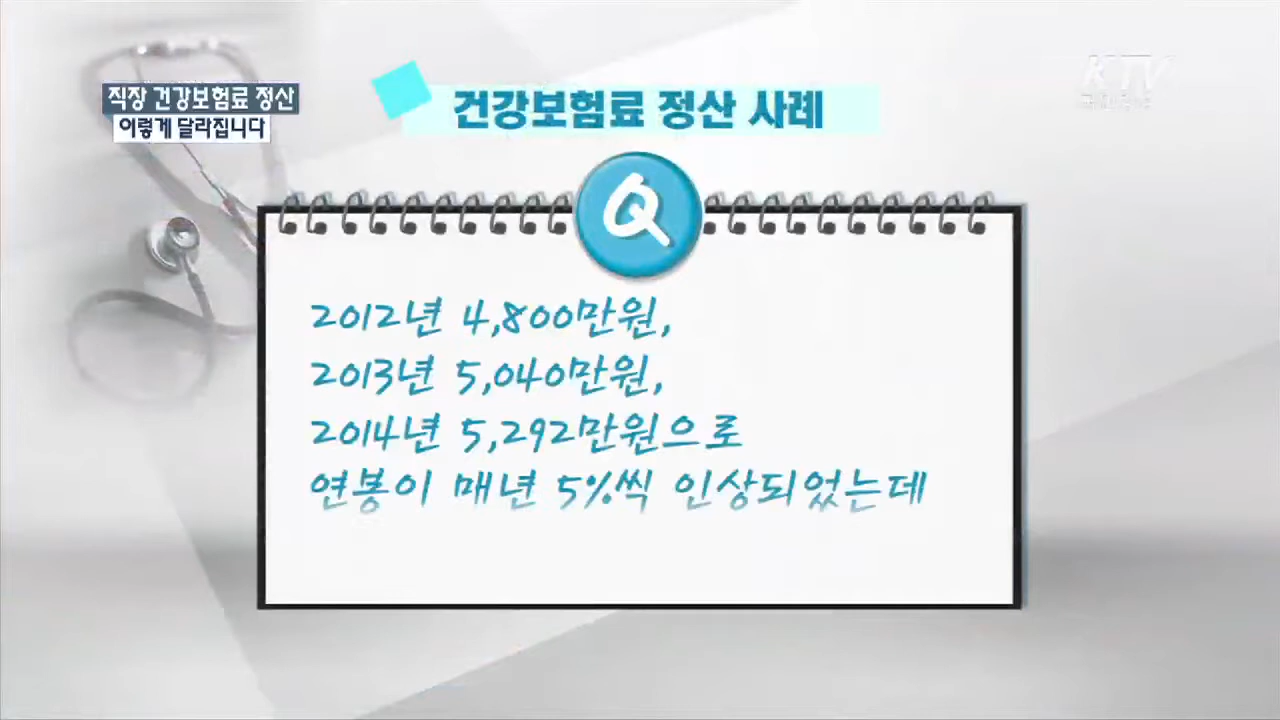 직장 건강보험료 정산
이렇게 달라집니다
KTV
건강보험료 정산 사례
Q
2012년 4,800만원,
2013년 5,040만원,
2014년 5,292만원으로
연봉이 매년 5%씩 인상되었는데